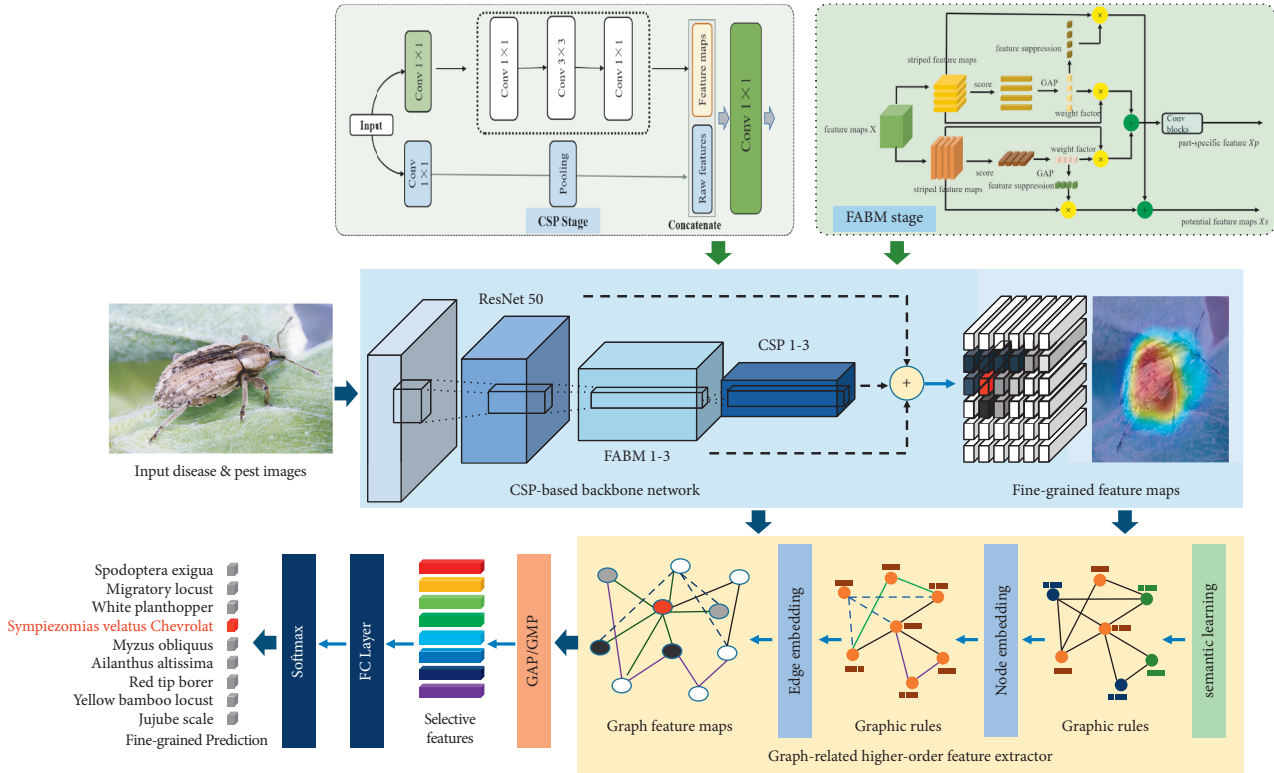 Input
Conv 1×1
Conv 1×1
Conv 3×3
Conv 1×1
Feature maps
Conv 1×1
Conv
1×1
Pooling
Raw features
CSP Stage
Concatenate
feature maps X
striped feature maps
score
GAP
feature suppression
weight factor
striped feature maps
score
GAP
weight factor
feature suppression
×
×
×
×
+
+
Conv
blocks
part-specific feature Xp
potential feature maps Xs
FABM stage
Input disease & pest images
ResNet 50
FABM 1-3
CSP 1-3
+
CSP-based backbone network
Fine-grained feature maps
semantic learning
Graphic rules
Node embedding
Graphic rules
Edge embedding
Graph feature maps
Graph-related higher-order feature extractor
GAP/GMP
Selective
features
FC Layer
Softmax
Spodoptera exigua
Migratory locust
White planthopper
Sympiezomias velatus Chevrolat
Myzus obliquus
Ailanthus altissima
Red tip borer
Yellow bamboo locust
Jujube scale
Fine-grained Prediction